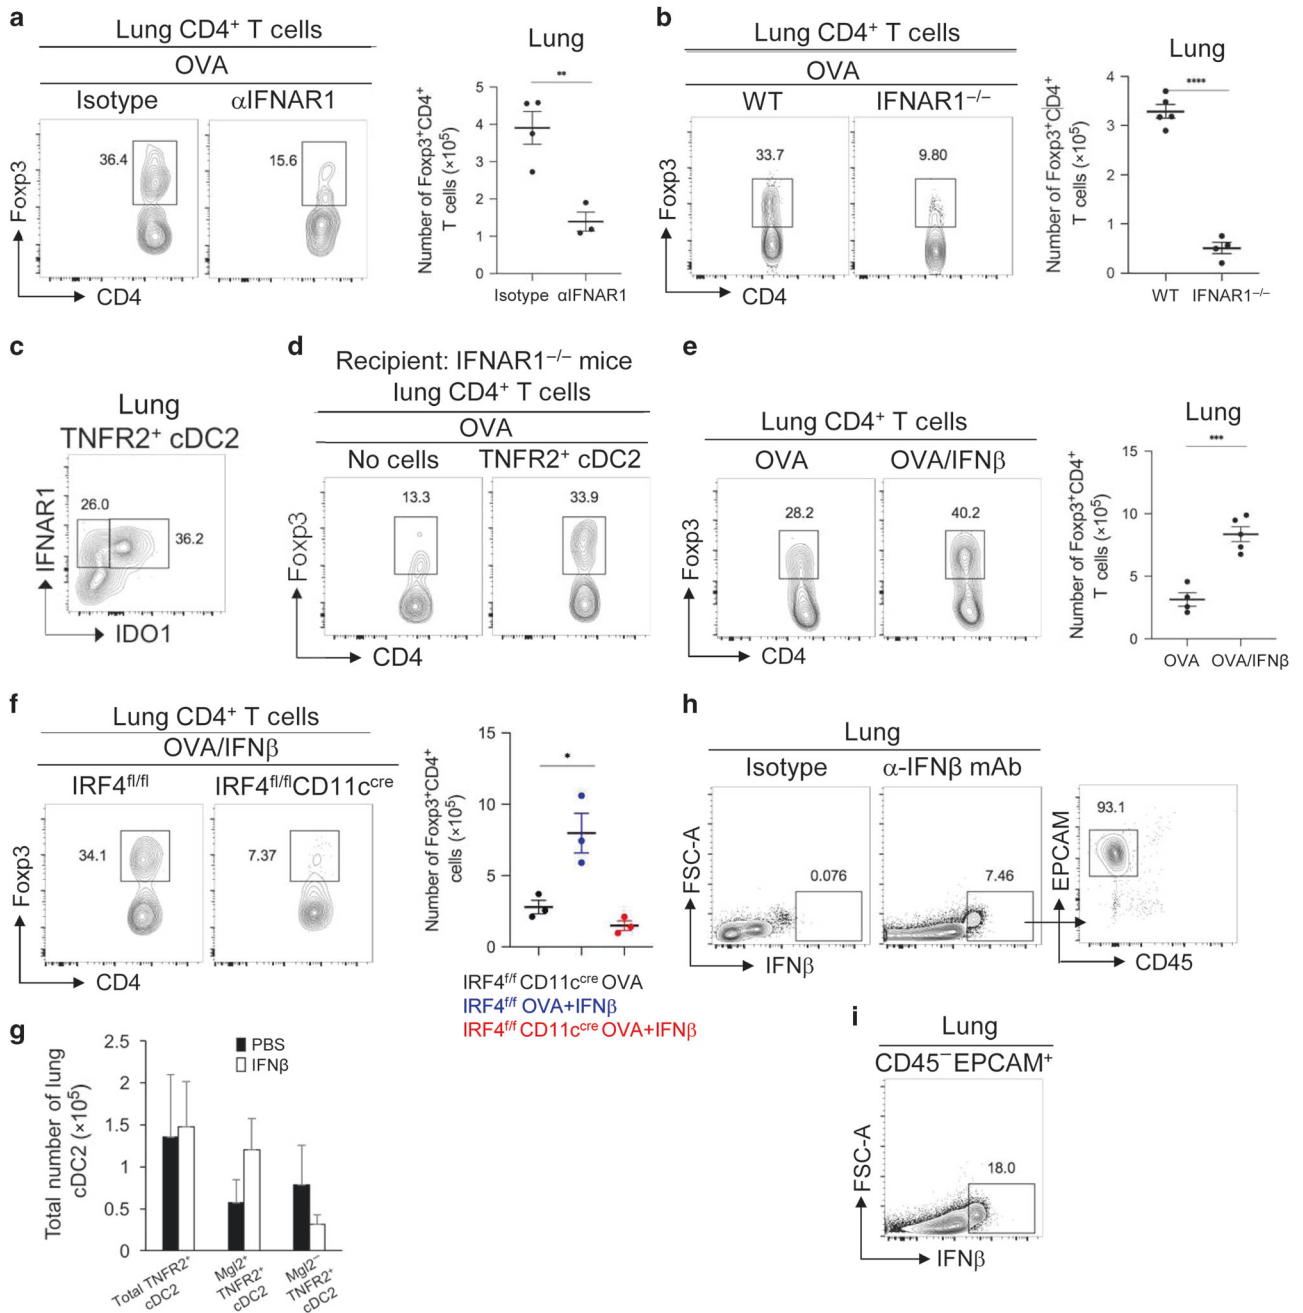 a
Lung CD4⁺ T cells
OVA
Isotype αIFNAR1
36.4
15.6
Foxp3
CD4
Lung
**
Number of Foxp3⁺CD4⁺
T cells (×10⁵)
5
4
3
2
1
0
Isotype αIFNAR1
b
Lung CD4⁺ T cells
OVA
WT IFNAR1⁻/⁻
33.7
9.80
Foxp3
CD4
Lung
****
Number of Foxp3⁺CD4⁺
T cells (×10⁵)
4
3
2
1
0
WT IFNAR1⁻/⁻
c
Lung
TNFR2⁺ cDC2
26.0
36.2
IFNAR1
IDO1
d
Recipient: IFNAR1⁻/⁻ mice
lung CD4⁺ T cells
OVA
No cells TNFR2⁺ cDC2
13.3
33.9
Foxp3
CD4
e
Lung CD4⁺ T cells
OVA OVA/IFNβ
28.2
40.2
Foxp3
CD4
Lung
***
Number of Foxp3⁺CD4⁺
T cells (×10⁵)
15
10
5
0
OVA OVA/IFNβ
f
Lung CD4⁺ T cells
OVA/IFNβ
IRF4ᶠˡ/ᶠˡ IRF4ᶠˡ/ᶠˡCD11cᶜʳᵉ
34.1
7.37
Foxp3
CD4
*
Number of Foxp3⁺CD4⁺
cells (×10⁵)
15
10
5
0
IRF4ᶠ/ᶠ CD11cᶜʳᵉ OVA
IRF4ᶠ/ᶠ OVA+IFNβ
IRF4ᶠ/ᶠ CD11cᶜʳᵉ OVA+IFNβ
h
Lung
Isotype α-IFNβ mAb
0.076
7.46
93.1
FSC-A
IFNβ
EPCAM
CD45
g
Total number of lung
cDC2 (×10⁵)
2.5
2
1.5
1
0.5
0
PBS
IFNβ
Total TNFR2⁺
cDC2
Mgl2⁺
TNFR2⁺
cDC2
Mgl2⁻
TNFR2⁺
cDC2
i
Lung
CD45⁻EPCAM⁺
18.0
FSC-A
IFNβ